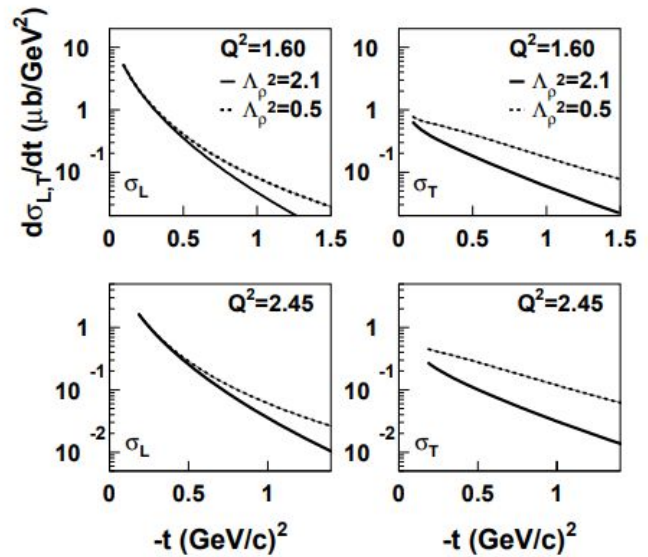 dσL,T/dt (μb/GeV²)
10
1
10⁻¹
Q²=1.60
Λρ²=2.1
Λρ²=0.5
σL
0 0.5 1 1.5
Q²=1.60
Λρ²=2.1
Λρ²=0.5
σT
0 0.5 1 1.5
1
10⁻¹
10⁻²
Q²=2.45
σL
0 0.5 1
-t (GeV/c)²
1
10⁻¹
10⁻²
Q²=2.45
σT
0 0.5 1
-t (GeV/c)²